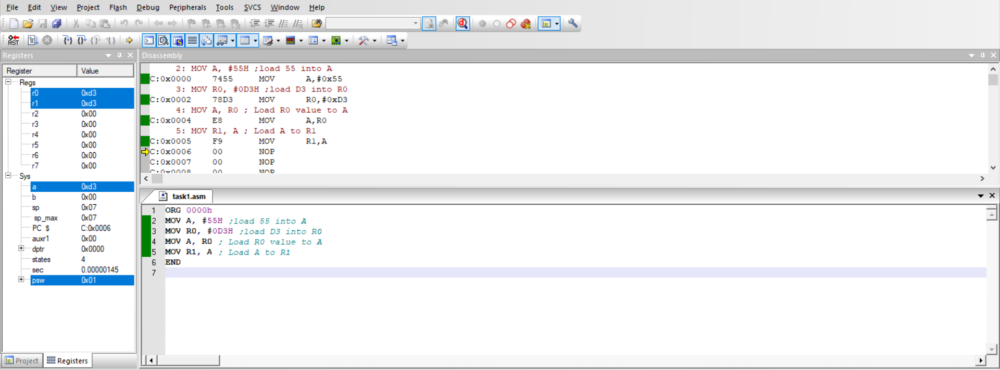 File Edit View Project Flash Debug Peripherals Tools SVCS Window Help
RST
Registers
Register Value
Regs
r0 0xd3
r1 0xd3
r2 0x00
r3 0x00
r4 0x00
r5 0x00
r6 0x00
r7 0x00
Sys
a 0xd3
b 0x00
sp 0x07
sp_max 0x07
PC $ C:0x0006
auxr1 0x00
dptr 0x0000
states 4
sec 0.00000145
psw 0x01
Project Registers
Disassembly
2: MOV A, #55H ;load 55 into A
C:0x0000 7455 MOV A,#0x55
3: MOV R0, #0D3H ;load D3 into R0
C:0x0002 78D3 MOV R0,#0xD3
4: MOV A, R0 ; Load R0 value to A
C:0x0004 E8 MOV A,R0
5: MOV R1, A ; Load A to R1
C:0x0005 F9 MOV R1,A
C:0x0006 00 NOP
C:0x0007 00 NOP
C:0x0008 00 NOP
task1.asm
1 ORG 0000h
2 MOV A, #55H ;load 55 into A
3 MOV R0, #0D3H ;load D3 into R0
4 MOV A, R0 ; Load R0 value to A
5 MOV R1, A ; Load A to R1
6 END
7